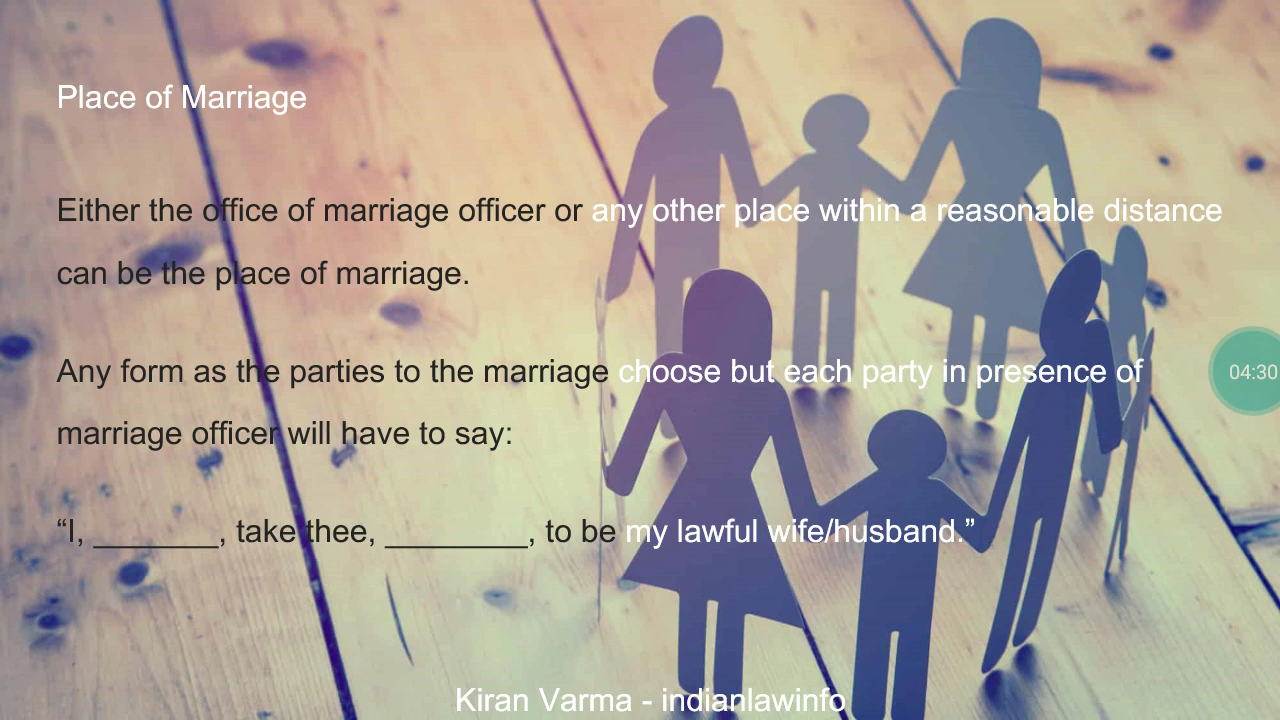 Place of Marriage
Either the office of marriage officer or any other place within a reasonable distance
can be the place of marriage.
Any form as the parties to the marriage choose but each party in presence of
04:30
marriage officer will have to say:
“I, _______, take thee, ________, to be my lawful wife/husband.”
Kiran Varma - indianlawinfo